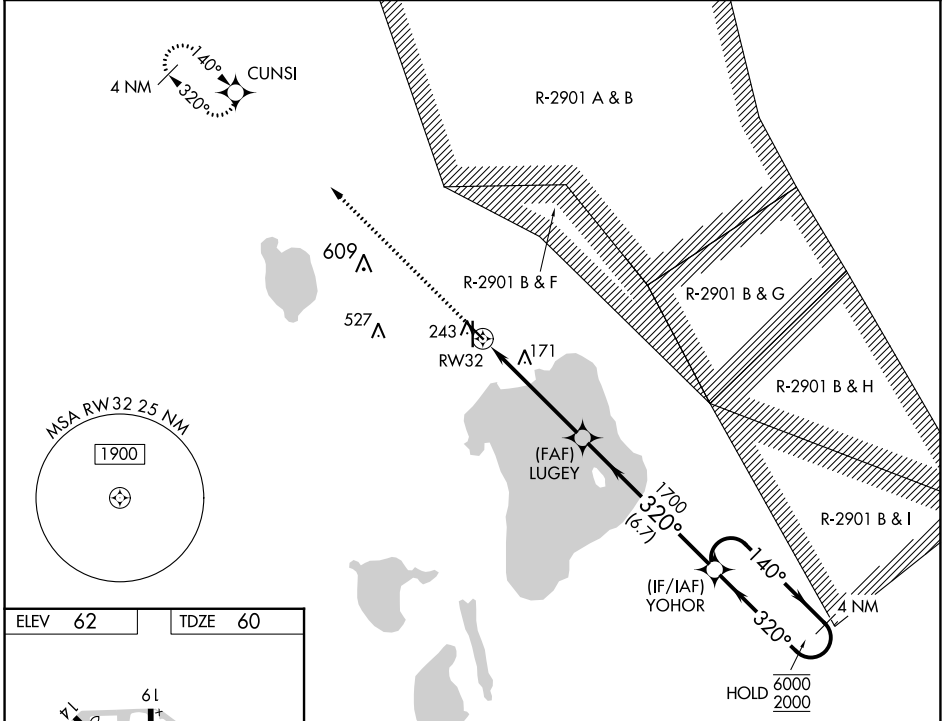 140°
CUNSI
4 NM
320°
R-2901 A & B
609
R-2901 B & F
R-2901 B & G
527
243
RW32
171
R-2901 B & H
MSA RW32 25 NM
1900
(FAF)
LUGEY
1700
320°
(6.7)
R-2901 B & I
140°
(IF/IAF)
YOHOR
4 NM
320°
HOLD 6000
2000
ELEV 62
TDZE 60
14
19